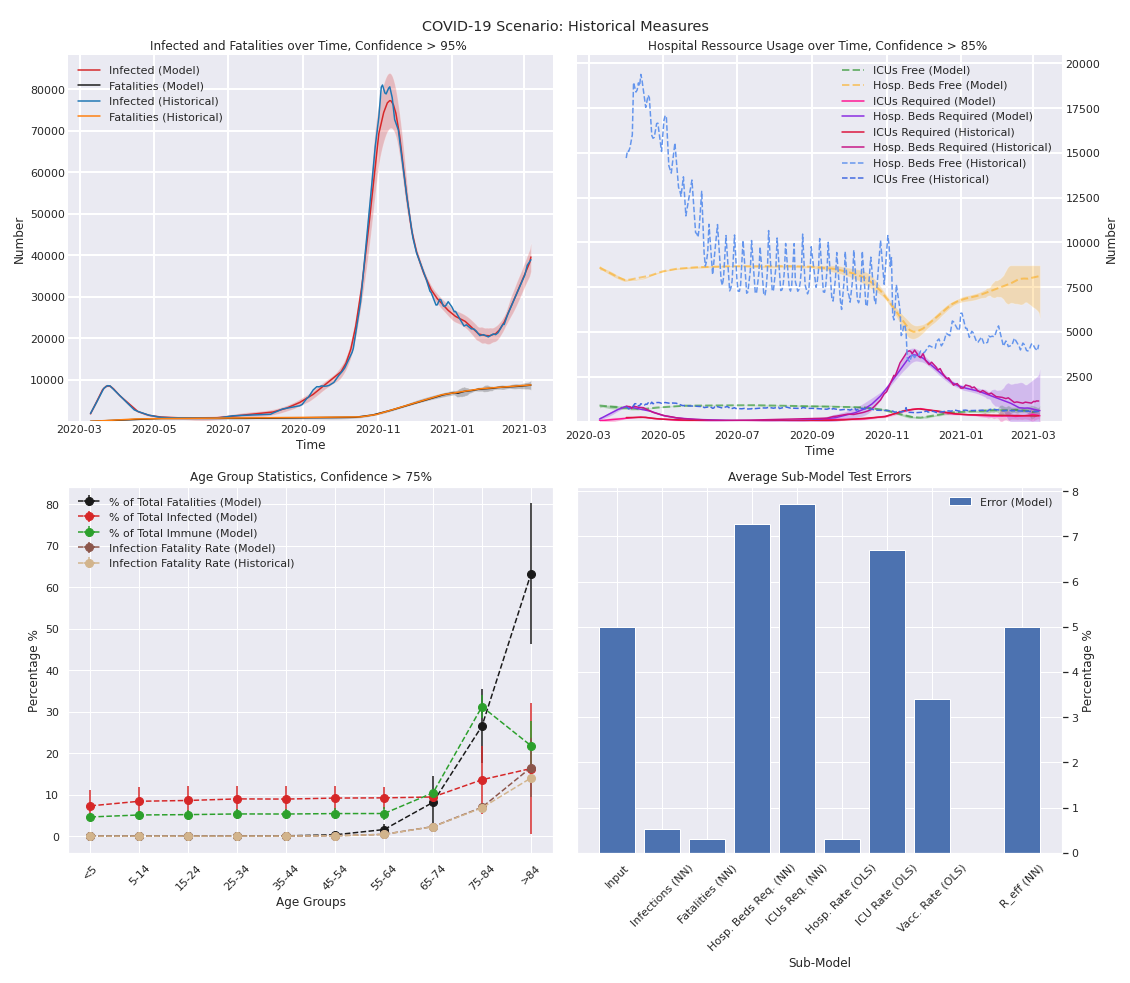 COVID-19 Scenario: Historical Measures
Infected and Fatalities over Time, Confidence > 95%
Infected (Model)
Fatalities (Model)
Infected (Historical)
Fatalities (Historical)
80000
70000
60000
50000
40000
30000
20000
10000
Number
2020-03
2020-05
2020-07
2020-09
2020-11
2021-01
2021-03
Time
Hospital Ressource Usage over Time, Confidence > 85%
ICUs Free (Model)
Hosp. Beds Free (Model)
ICUs Required (Model)
Hosp. Beds Required (Model)
ICUs Required (Historical)
Hosp. Beds Required (Historical)
Hosp. Beds Free (Historical)
ICUs Free (Historical)
20000
17500
15000
12500
10000
7500
5000
2500
Number
2020-03
2020-05
2020-07
2020-09
2020-11
2021-01
2021-03
Time
Age Group Statistics, Confidence > 75%
% of Total Fatalities (Model)
% of Total Infected (Model)
% of Total Immune (Model)
Infection Fatality Rate (Model)
Infection Fatality Rate (Historical)
80
70
60
50
40
30
20
10
0
Percentage %
<5
5-14
15-24
25-34
35-44
45-54
55-64
65-74
75-84
>84
Age Groups
Average Sub-Model Test Errors
Error (Model)
8
7
6
5
4
3
2
1
0
Percentage %
Input
Infections (NN)
Fatalities (NN)
Hosp. Beds Req. (NN)
ICUs Req. (NN)
Hosp. Rate (OLS)
ICU Rate (OLS)
Vacc. Rate (OLS)
R_eff (NN)
Sub-Model